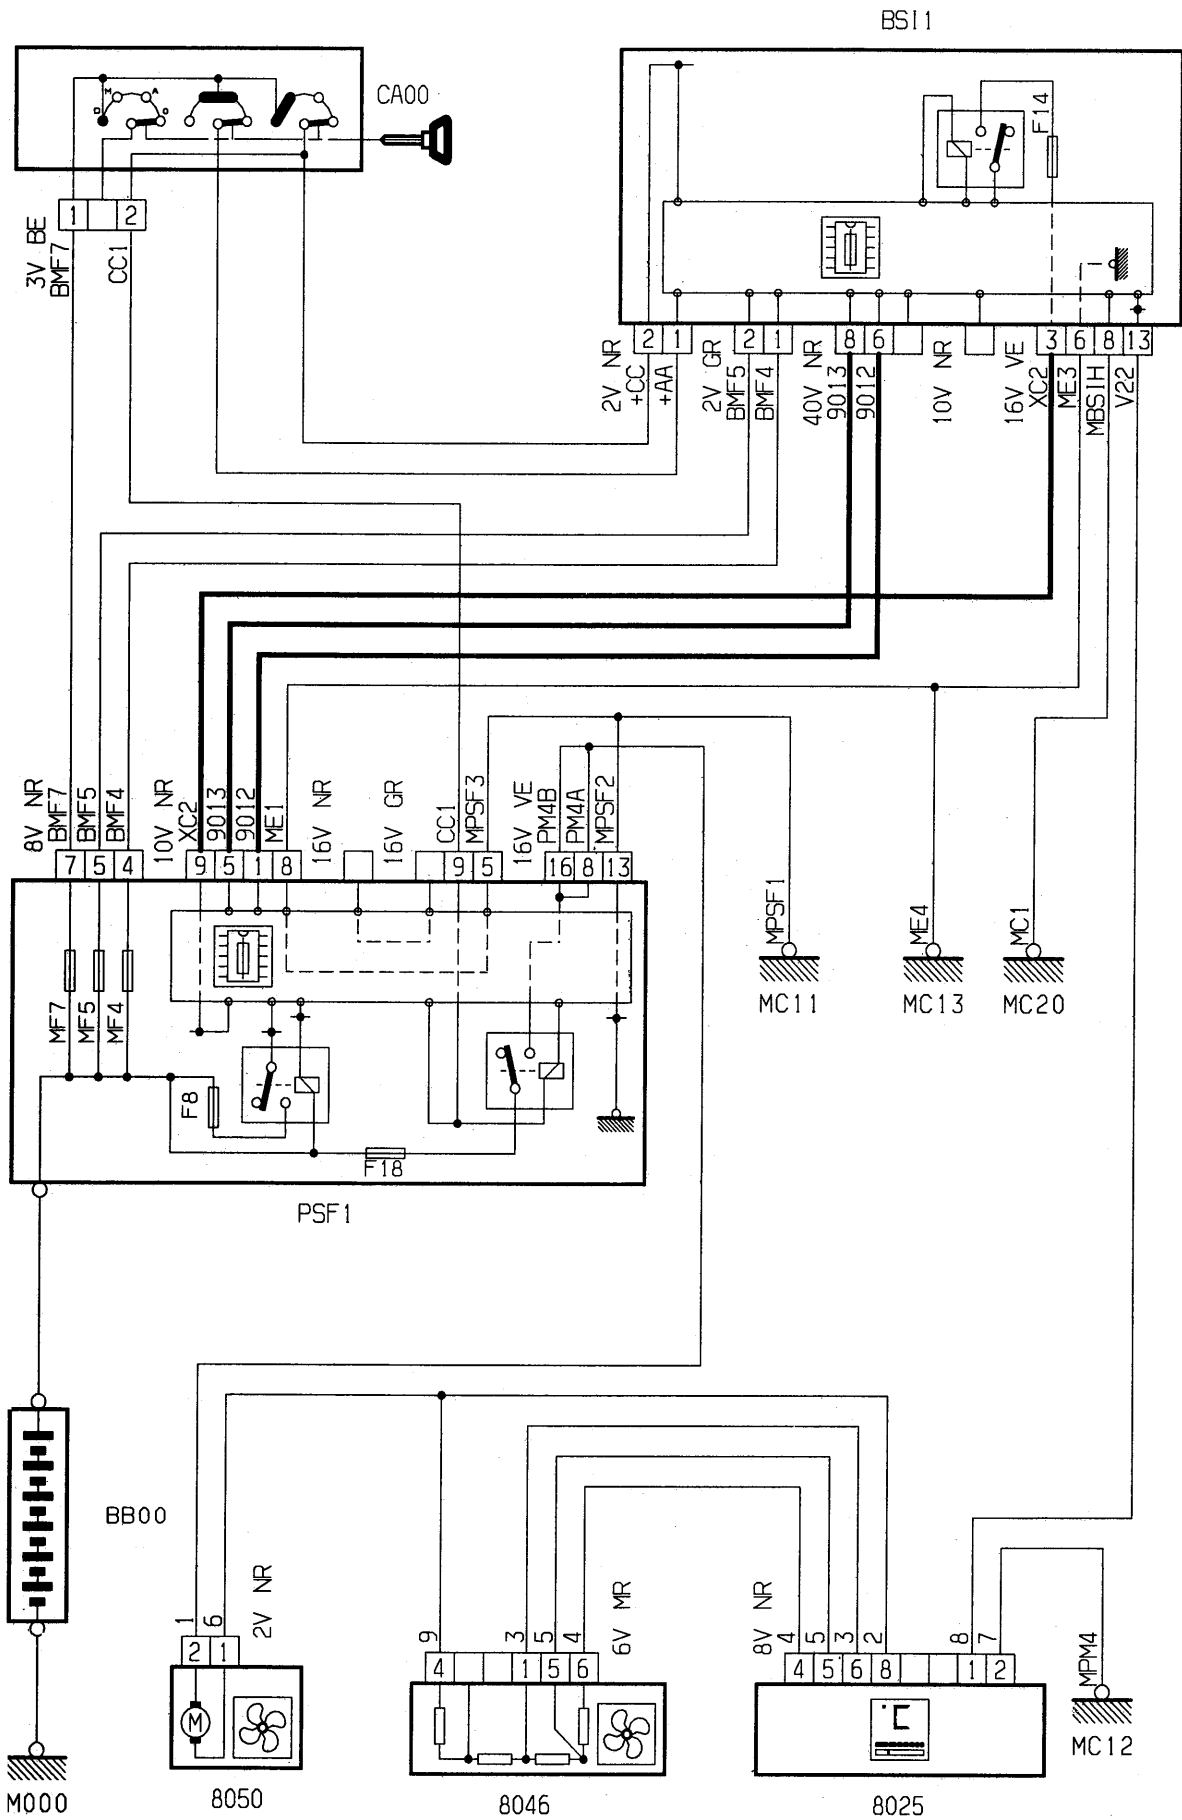 BSI1
CA00
M
A
D
D
F14
1
2
3V BE
BMF7
CC1
2
1
2
1
8
6
3
6
8
13
2V NR
+CC
+AA
2V GR
BMF5
BMF4
40V NR
9013
9012
10V NR
16V VE
XC2
ME3
MBSIH
V22
8V NR
BMF7
BMF5
BMF4
10V NR
XC2
9013
9012
ME1
16V NR
16V GR
CC1
MPSF3
16V VE
PM4B
PM4A
MPSF2
7
5
4
9
5
1
8
9
5
16
8
13
MPSF1
ME4
MC1
MC11
MC13
MC20
MF7
MF5
MF4
F8
F18
PSF1
BB00
1
6
2V NR
2
1
M
8050
9
3
5
4
6V MR
4
1
5
6
8046
8V NR
4
5
3
2
8
7
4
5
6
8
1
2
°C
8025
MPM4
MC12
M000